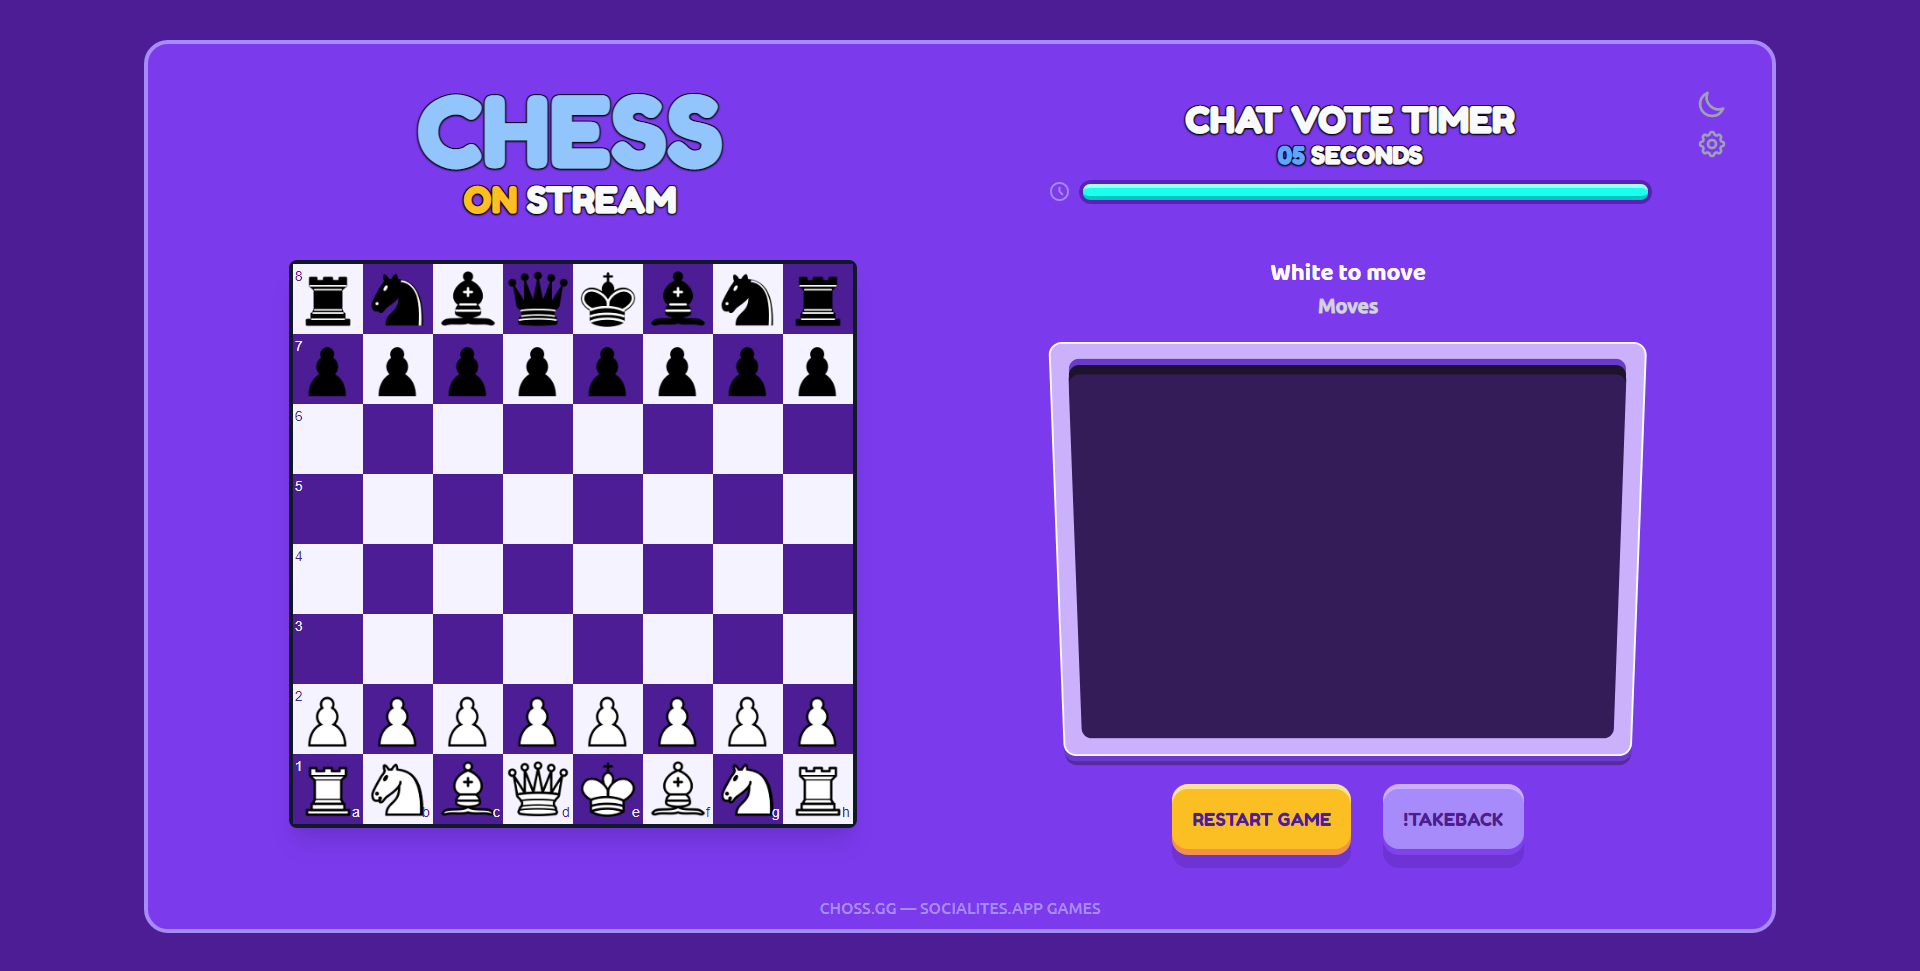 CHESS
ON STREAM
CHAT VOTE TIMER
05 SECONDS
White to move
Moves
8
7
6
5
4
3
2
1
a b c d e f g h
RESTART GAME
!TAKEBACK
CHOSS.GG — SOCIALITES.APP GAMES